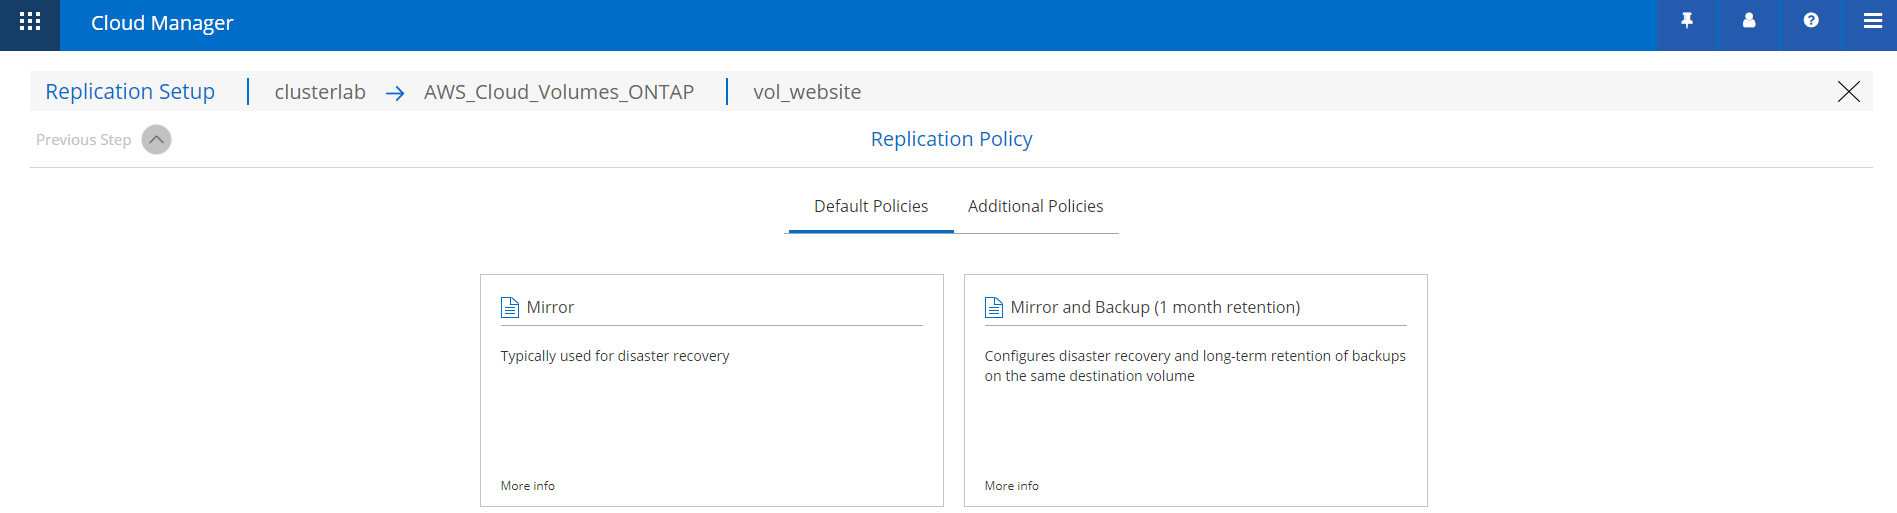 Cloud Manager
Replication Setup clusterlab → AWS_Cloud_Volumes_ONTAP vol_website
Previous Step
Replication Policy
Default Policies Additional Policies
Mirror
Typically used for disaster recovery
More info
Mirror and Backup (1 month retention)
Configures disaster recovery and long-term retention of backups
on the same destination volume
More info